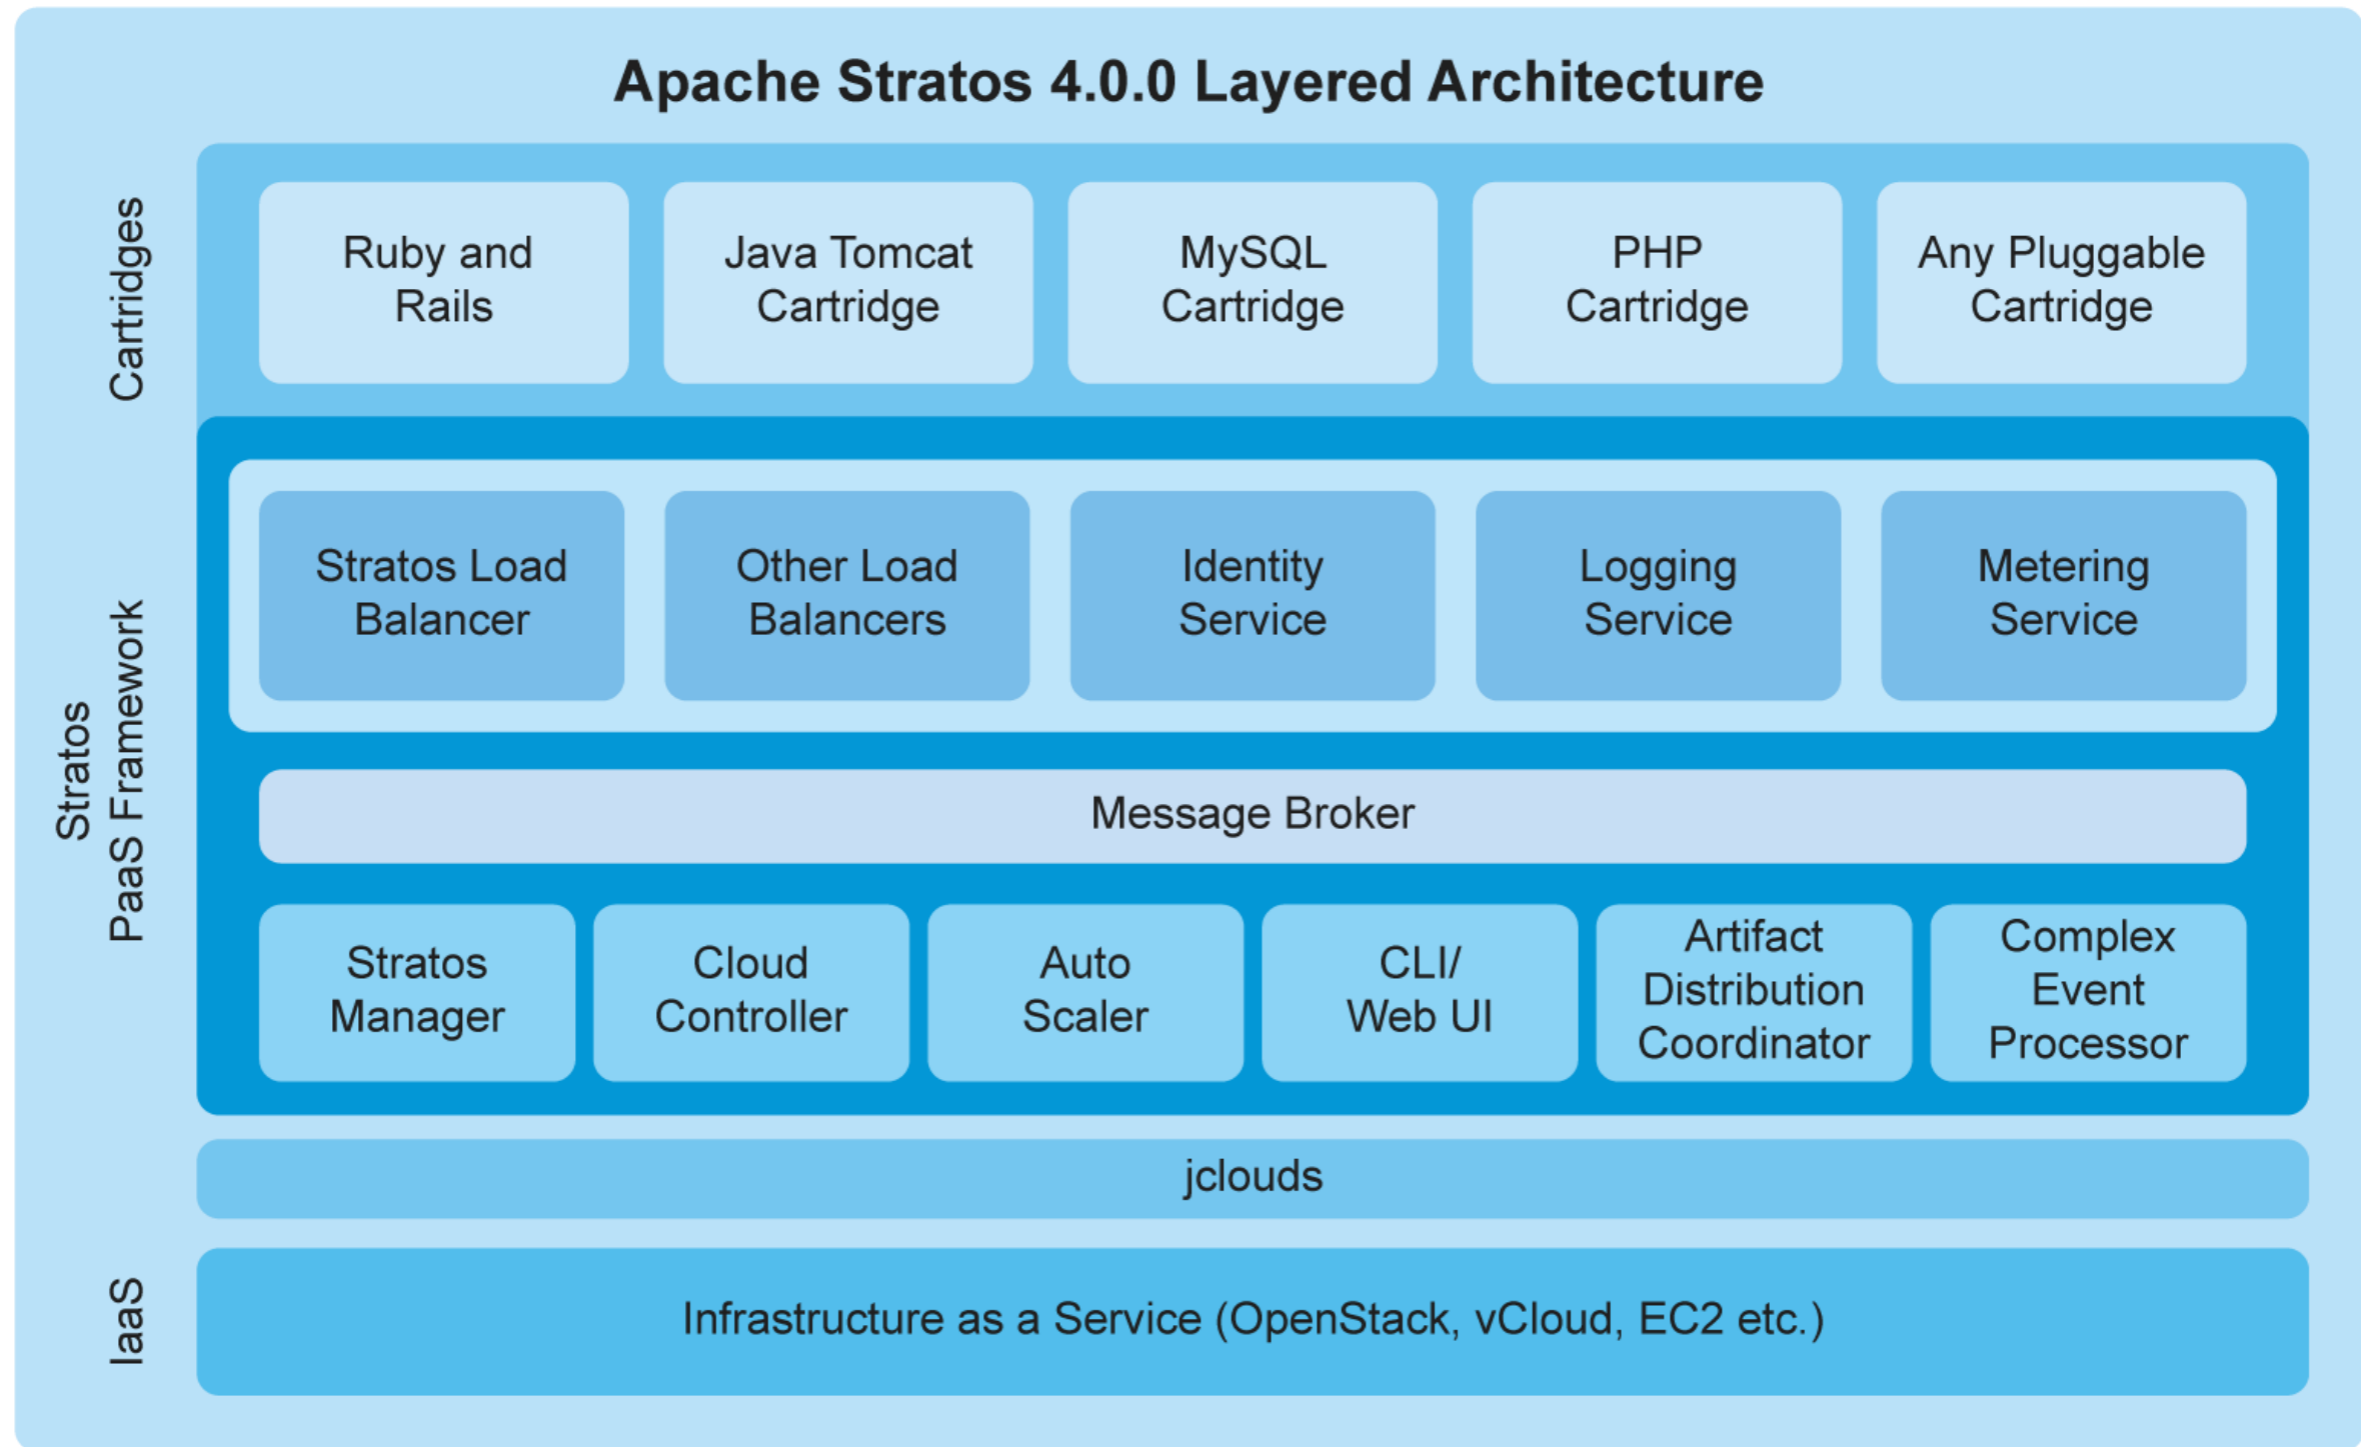 Apache Stratos 4.0.0 Layered Architecture
Cartridges
Ruby and
Rails
Java Tomcat
Cartridge
MySQL
Cartridge
PHP
Cartridge
Any Pluggable
Cartridge
Stratos
PaaS Framework
Stratos Load
Balancer
Other Load
Balancers
Identity
Service
Logging
Service
Metering
Service
Message Broker
Stratos
Manager
Cloud
Controller
Auto
Scaler
CLI/
Web UI
Artifact
Distribution
Coordinator
Complex
Event
Processor
jclouds
IaaS
Infrastructure as a Service (OpenStack, vCloud, EC2 etc.)